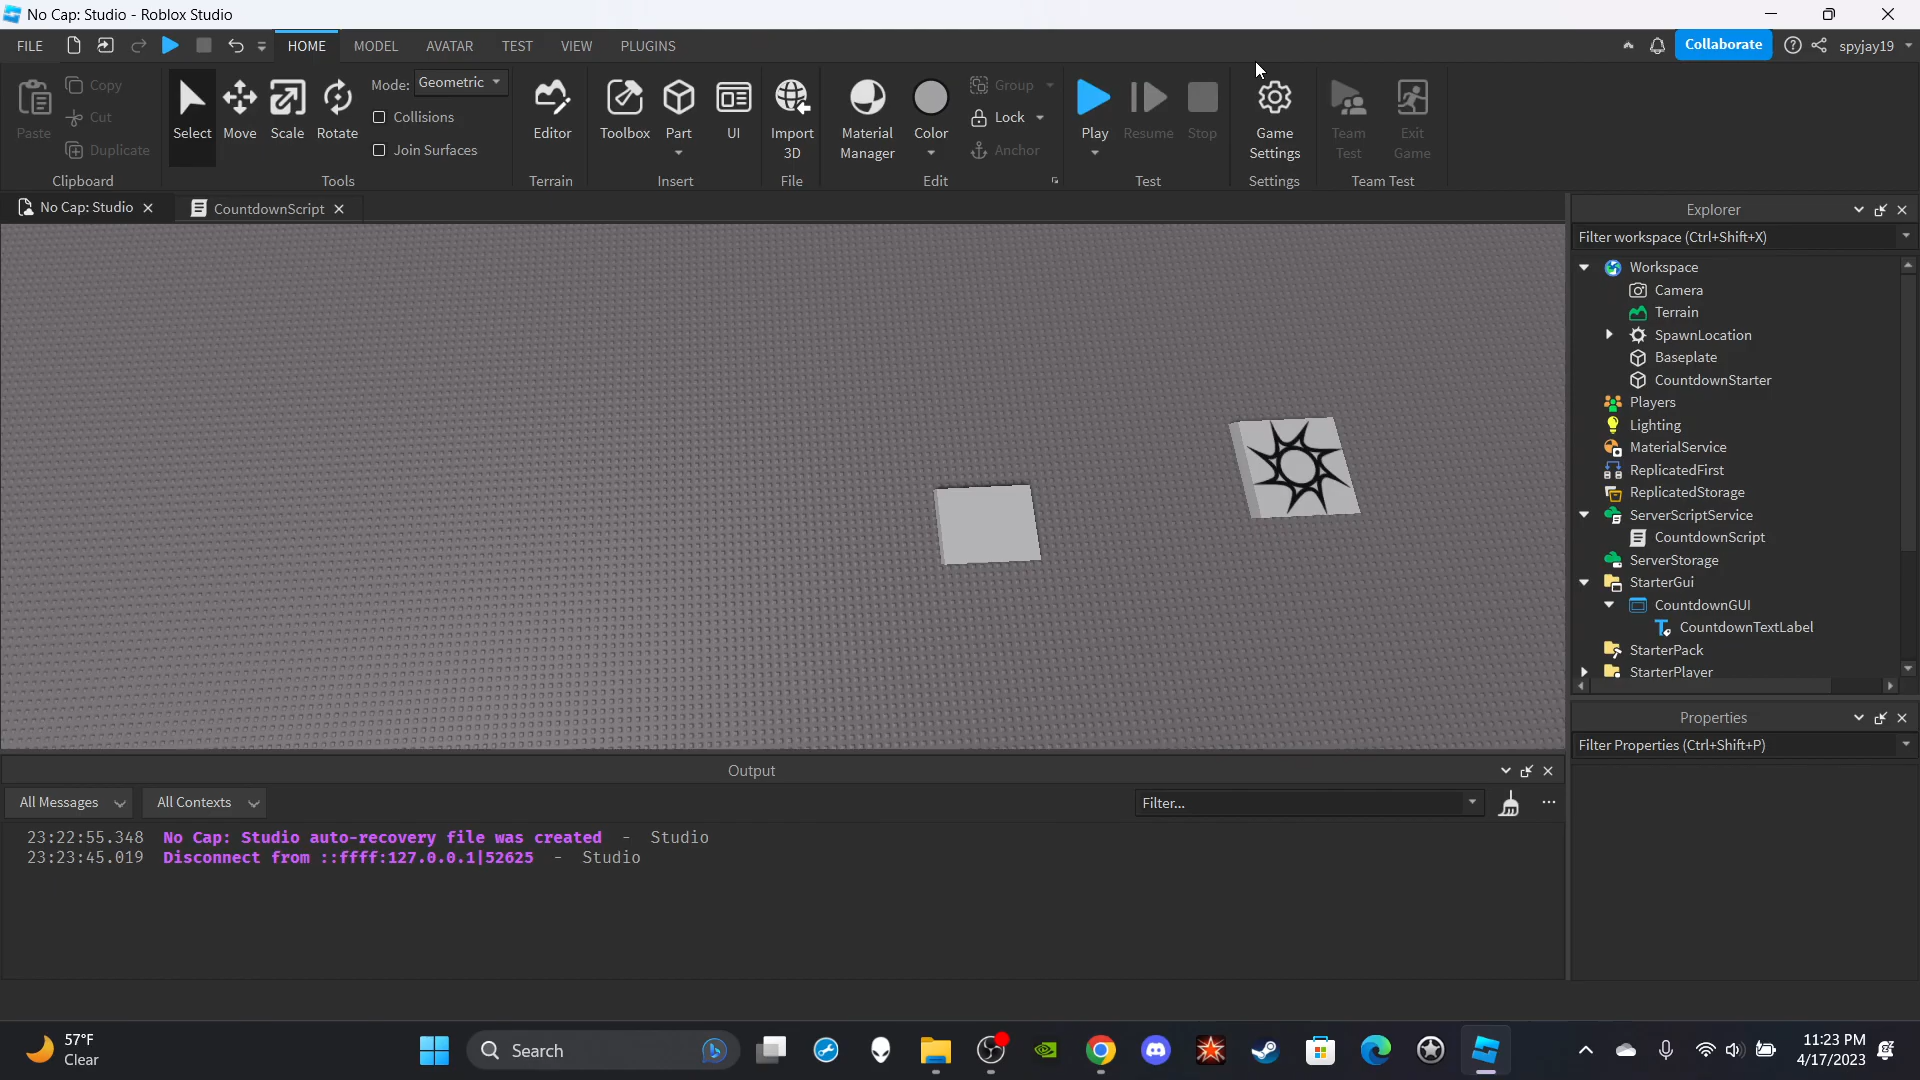 No Cap: Studio - Roblox Studio
FILE HOME MODEL AVATAR TEST VIEW PLUGINS Collaborate spyjay19
Paste
Copy
Cut
Duplicate
Clipboard
Select
Move
Scale
Rotate
Mode: Geometric
Collisions
Join Surfaces
Tools
Editor
Terrain
Toolbox
Part
UI
Insert
Import
3D
File
Material
Manager
Color
Group
Lock
Anchor
Edit
Play
Resume
Stop
Test
Game
Settings
Settings
Team
Test
Exit
Game
Team Test
No Cap: Studio
CountdownScript
Explorer
Filter workspace (Ctrl+Shift+X)
Workspace
Camera
Terrain
SpawnLocation
Baseplate
CountdownStarter
Players
Lighting
MaterialService
ReplicatedFirst
ReplicatedStorage
ServerScriptService
CountdownScript
ServerStorage
StarterGui
CountdownGUI
CountdownTextLabel
StarterPack
StarterPlayer
Properties
Filter Properties (Ctrl+Shift+P)
Output
All Messages
All Contexts
Filter...
23:22:55.348 No Cap: Studio auto-recovery file was created - Studio
23:23:45.019 Disconnect from ::ffff:127.0.0.1|52625 - Studio
57°F
Clear
Search
11:23 PM
4/17/2023